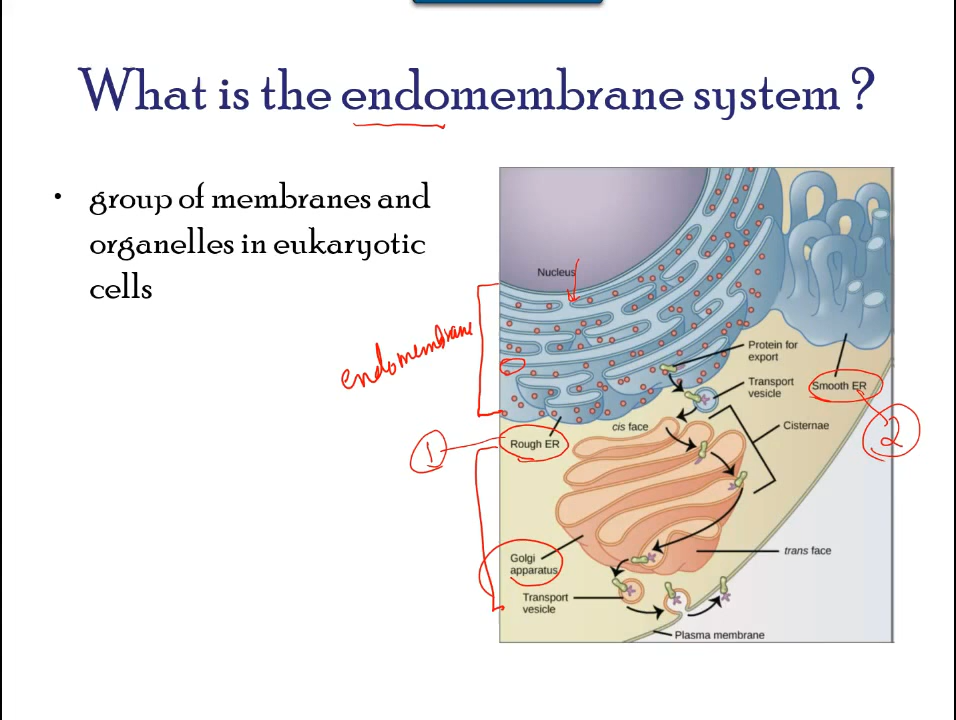 What is the endomembrane system ?
• group of membranes and
organelles in eukaryotic
cells
endomembrane
1
2
Nucleus
Protein for
export
Transport
vesicle
Smooth ER
cis face
Cisternae
Rough ER
Golgi
apparatus
trans face
Transport
vesicle
Plasma membrane